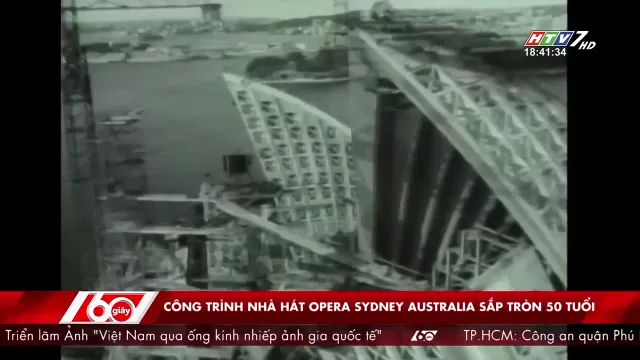 HTV7 HD
18:41:34
60 giây
CÔNG TRÌNH NHÀ HÁT OPERA SYDNEY AUSTRALIA SẮP TRÒN 50 TUỔI
Triển lãm Ảnh "Việt Nam qua ống kính nhiếp ảnh gia quốc tế" 60 TP.HCM: Công an quận Phú